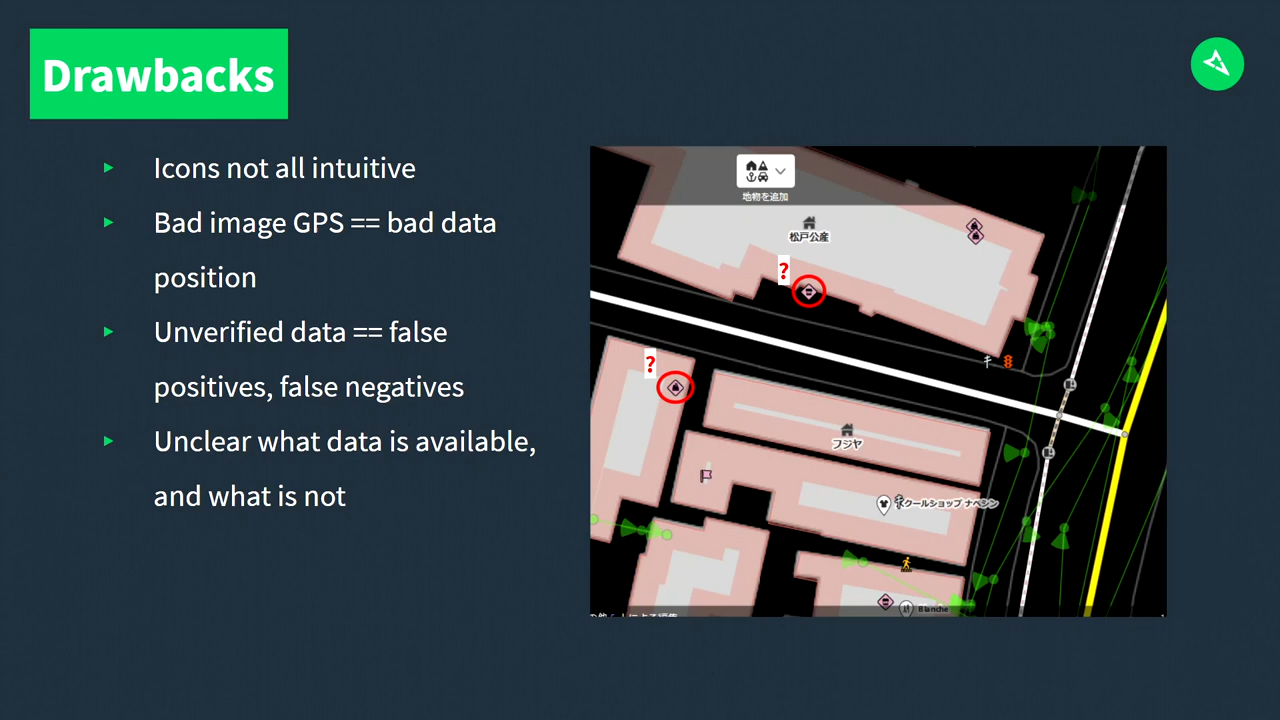 Drawbacks
Icons not all intuitive
Bad image GPS == bad data
position
Unverified data == false
positives, false negatives
Unclear what data is available,
and what is not
地物を追加
松戸公産
?
?
フジヤ
クールショップ ナベシン
Blanche